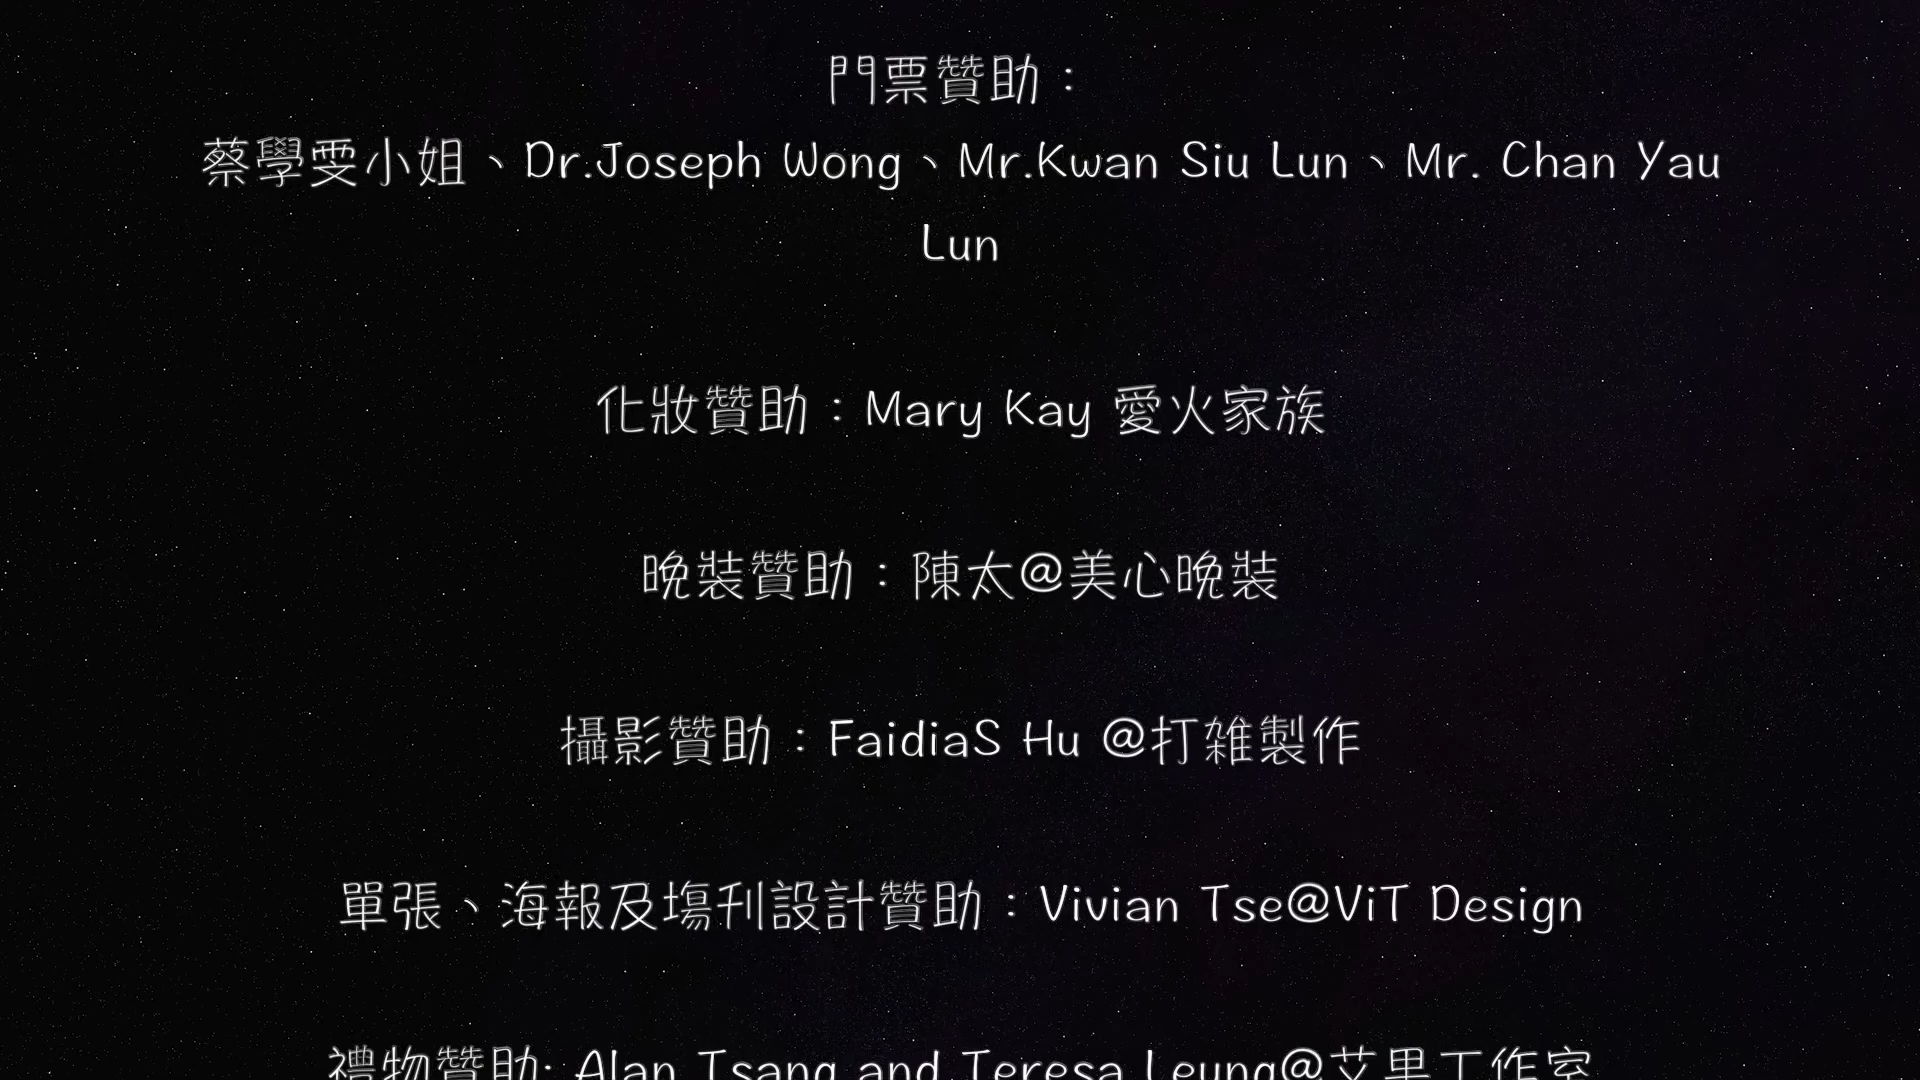 門票贊助：
蔡學雯小姐、Dr.Joseph Wong、Mr.Kwan Siu Lun、Mr. Chan Yau
Lun
化妝贊助：Mary Kay 愛火家族
晚裝贊助：陳太@美心晚裝
攝影贊助：FaidiaS Hu @打雑製作
單張、海報及塲刊設計贊助：Vivian Tse@ViT Design
禮物贊助: Alan Tsang and Teresa Leung@艾果工作室